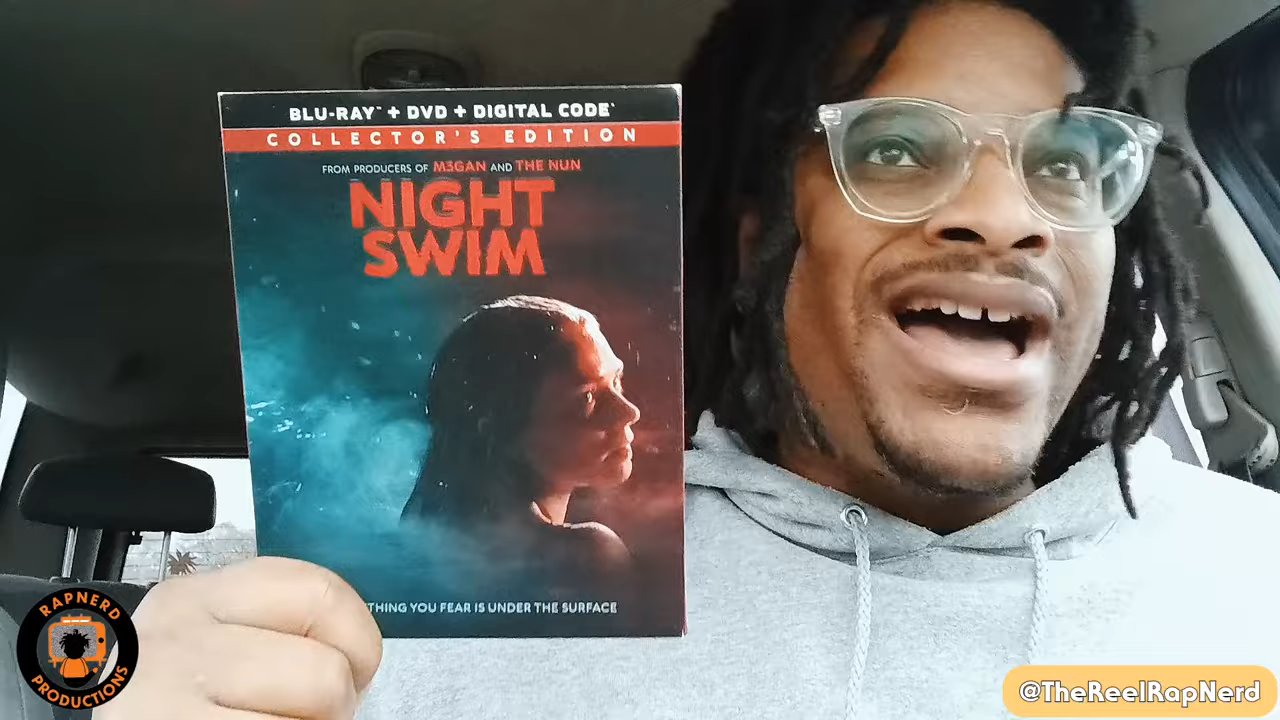 BLU-RAY™ + DVD + DIGITAL CODE
COLLECTOR'S EDITION
FROM PRODUCERS OF M3GAN AND THE NUN
NIGHT
SWIM
THING YOU FEAR IS UNDER THE SURFACE
RAPNERD
PRODUCTIONS
@TheReelRapNerd